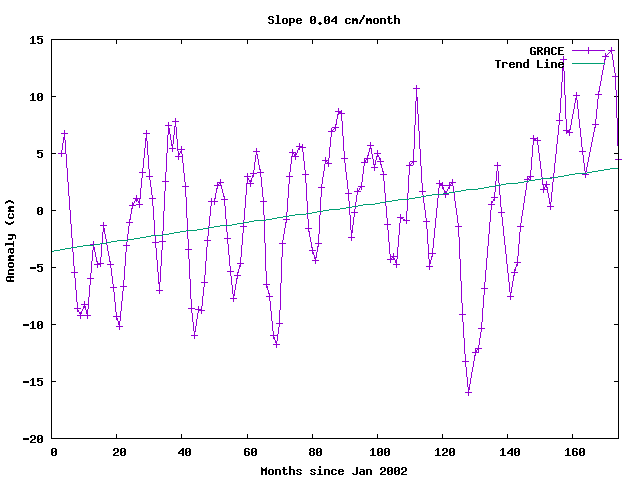 Slope 0.04 cm/month
15
GRACE
Trend Line
10
5
0
-5
-10
-15
-20
Anomaly (cm)
0 20 40 60 80 100 120 140 160
Months since Jan 2002